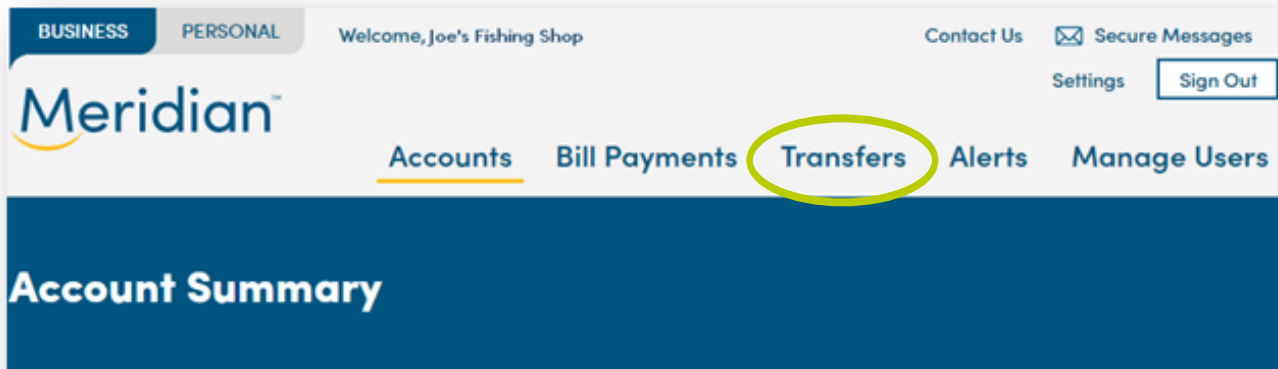 BUSINESS PERSONAL Welcome, Joe's Fishing Shop Contact Us Secure Messages
Settings Sign Out
Meridian℠
Accounts Bill Payments Transfers Alerts Manage Users
Account Summary